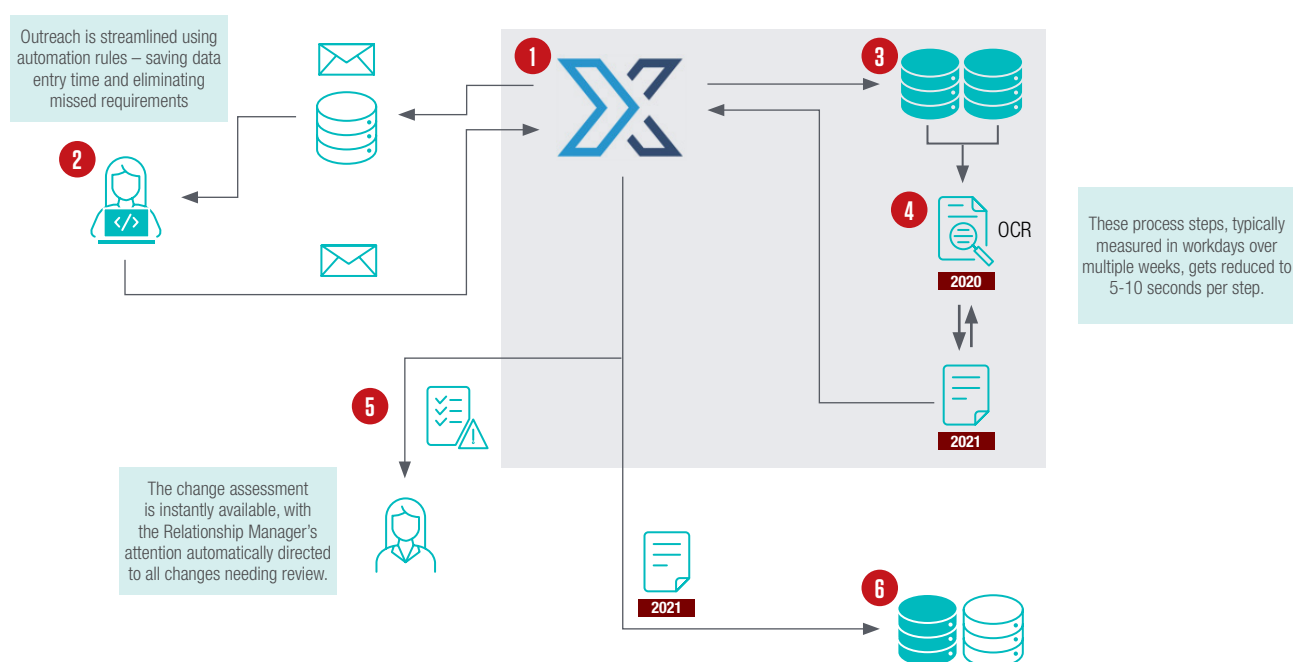 Outreach is streamlined using
automation rules – saving data
entry time and eliminating
missed requirements
1
2
</>
3
4
OCR
2020
2021
These process steps, typically
measured in workdays over
multiple weeks, gets reduced to
5-10 seconds per step.
5
The change assessment
is instantly available, with
the Relationship Manager's
attention automatically directed
to all changes needing review.
2021
6